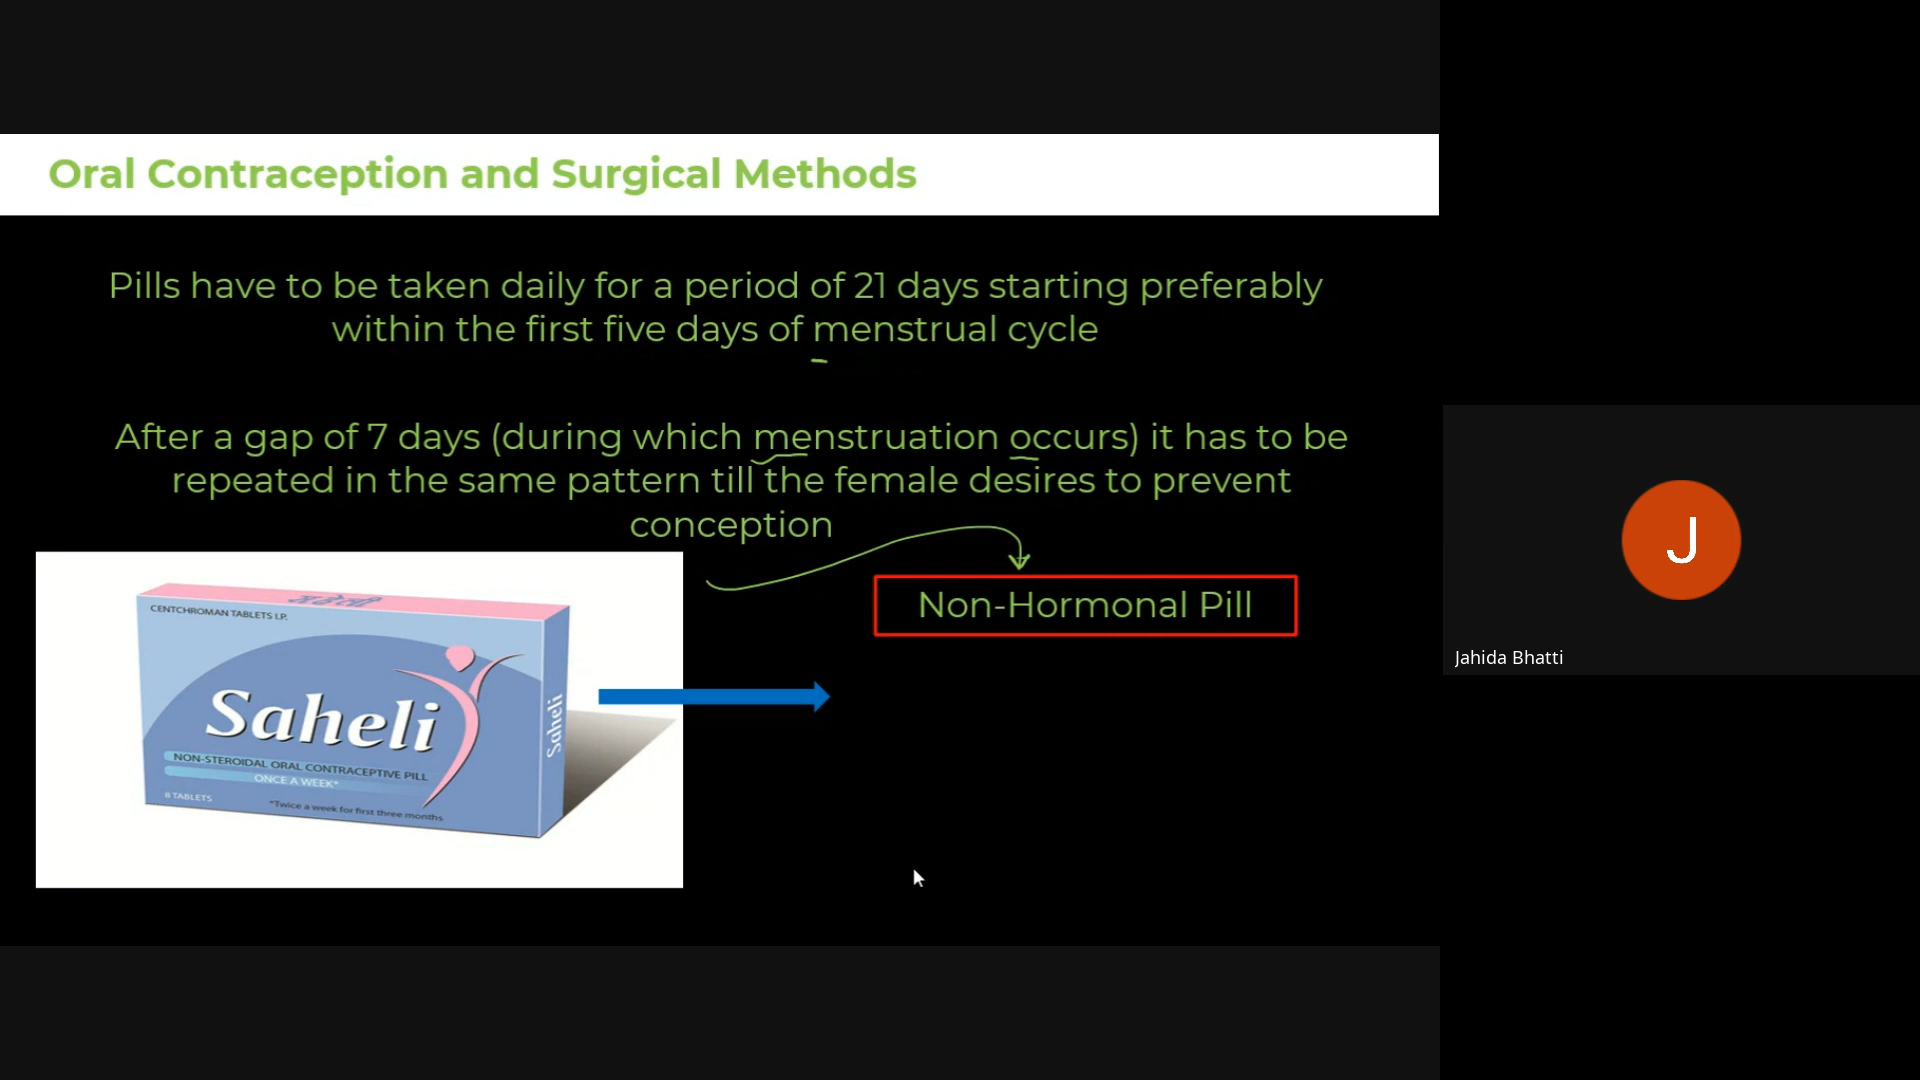 Oral Contraception and Surgical Methods
Pills have to be taken daily for a period of 21 days starting preferably
within the first five days of menstrual cycle
After a gap of 7 days (during which menstruation occurs) it has to be
repeated in the same pattern till the female desires to prevent
conception
Non-Hormonal Pill
सहेली
CENTCHROMAN TABLETS I.P.
Saheli
Saheli
NON-STEROIDAL ORAL CONTRACEPTIVE PILL
ONCE A WEEK*
8 TABLETS
*Twice a week for first three months
J
Jahida Bhatti